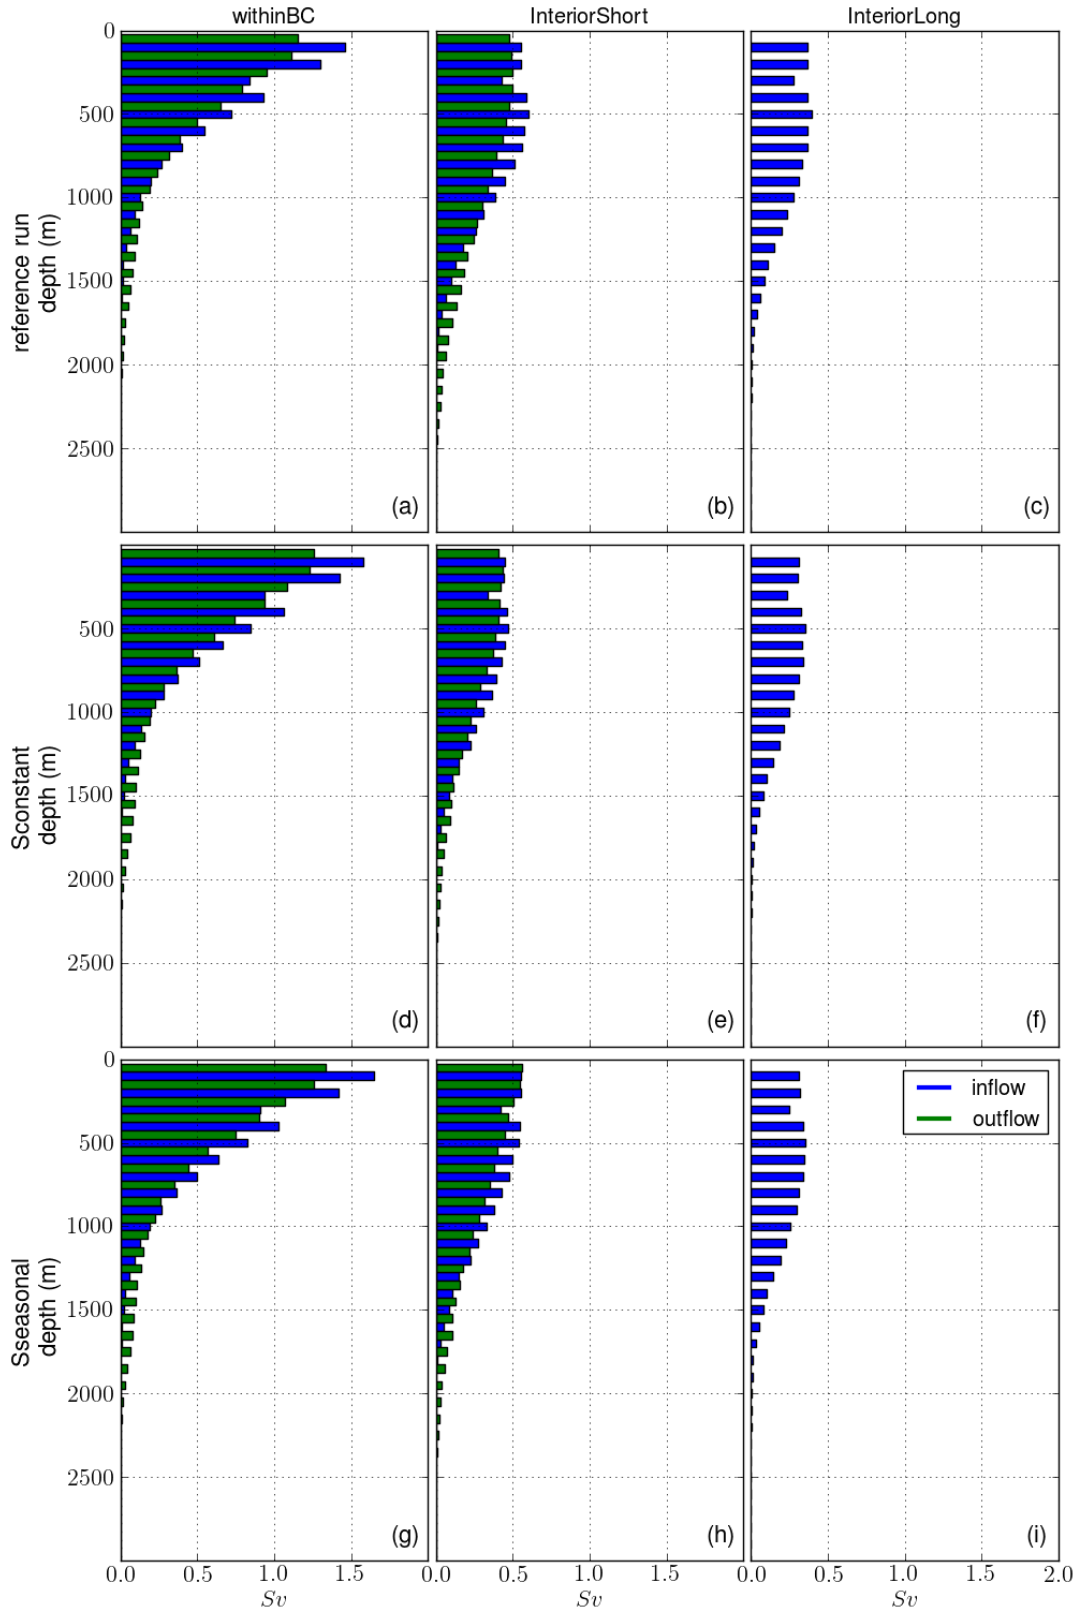 withinBC InteriorShort InteriorLong
0
500
1000
1500
2000
2500
reference run
depth (m)
(a) (b) (c)
500
1000
1500
2000
2500
Sconstant
depth (m)
(d) (e) (f)
0
500
1000
1500
2000
2500
Sseasonal
depth (m)
inflow
outflow
(g) (h) (i)
0.0 0.5 1.0 1.5 0.0 0.5 1.0 1.5 0.0 0.5 1.0 1.5 2.0
Sv Sv Sv